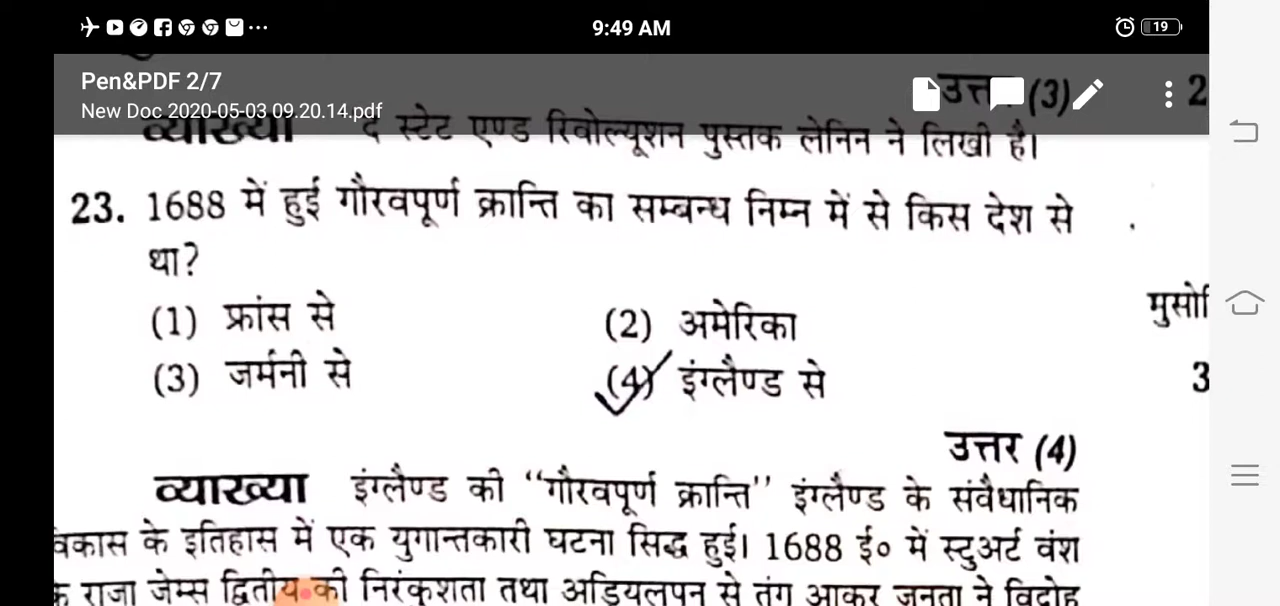 9:49 AM
19
Pen&PDF 2/7
New Doc 2020-05-03 09.20.14.pdf
(3)
2
व्याख्या द स्टेट एण्ड रिवोल्यूशन पुस्तक लेनिन ने लिखी है।
23. 1688 में हुई गौरवपूर्ण क्रान्ति का सम्बन्ध निम्न में से किस देश से
था?
(1) फ्रांस से (2) अमेरिका
(3) जर्मनी से (4) इंग्लैण्ड से
मुसोि
3
उत्तर (4)
व्याख्या इंग्लैण्ड की "गौरवपूर्ण क्रान्ति" इंग्लैण्ड के संवैधानिक
विकास के इतिहास में एक युगान्तकारी घटना सिद्ध हुई। 1688 ई० में स्टुअर्ट वंश
के राजा जेम्स द्वितीय की निरंकुशता तथा अड़ियलपन से तंग आकर जनता ने विद्रोह